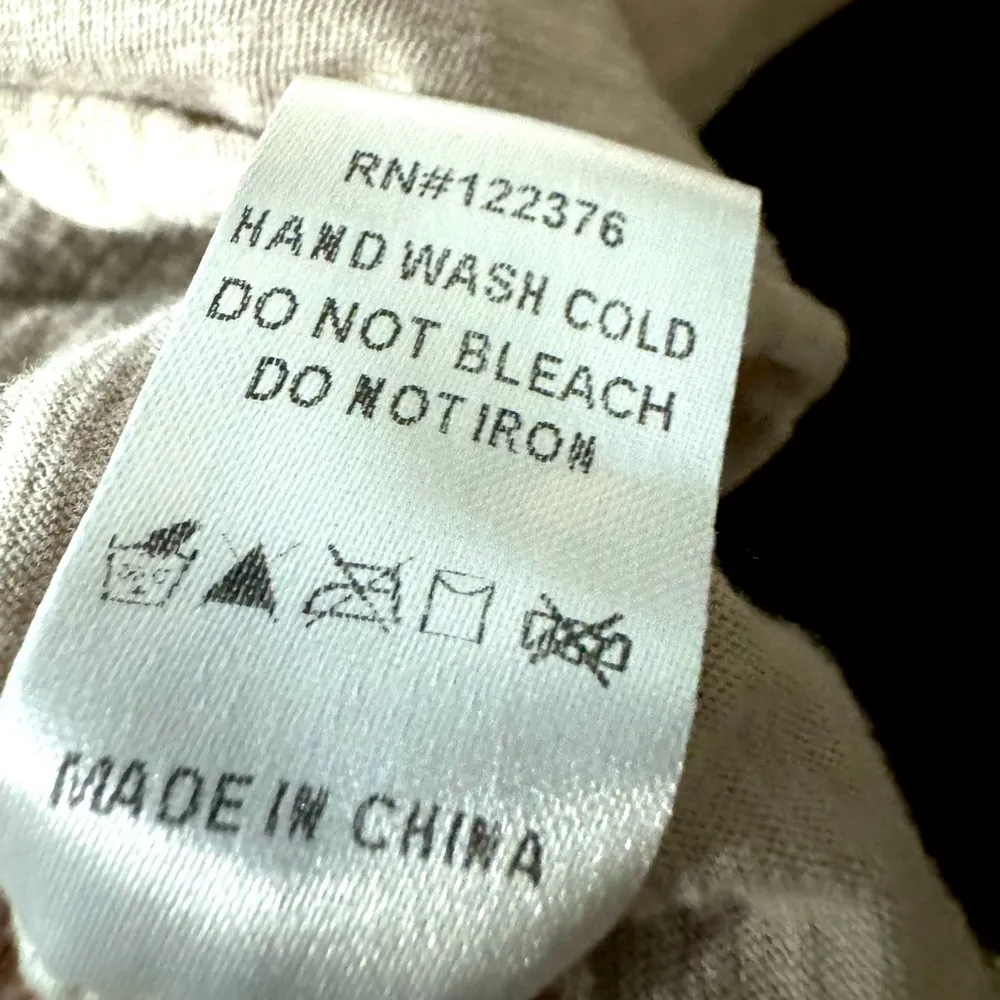 RN#122376
HAND WASH COLD
DO NOT BLEACH
DO NOT IRON
MADE IN CHINA